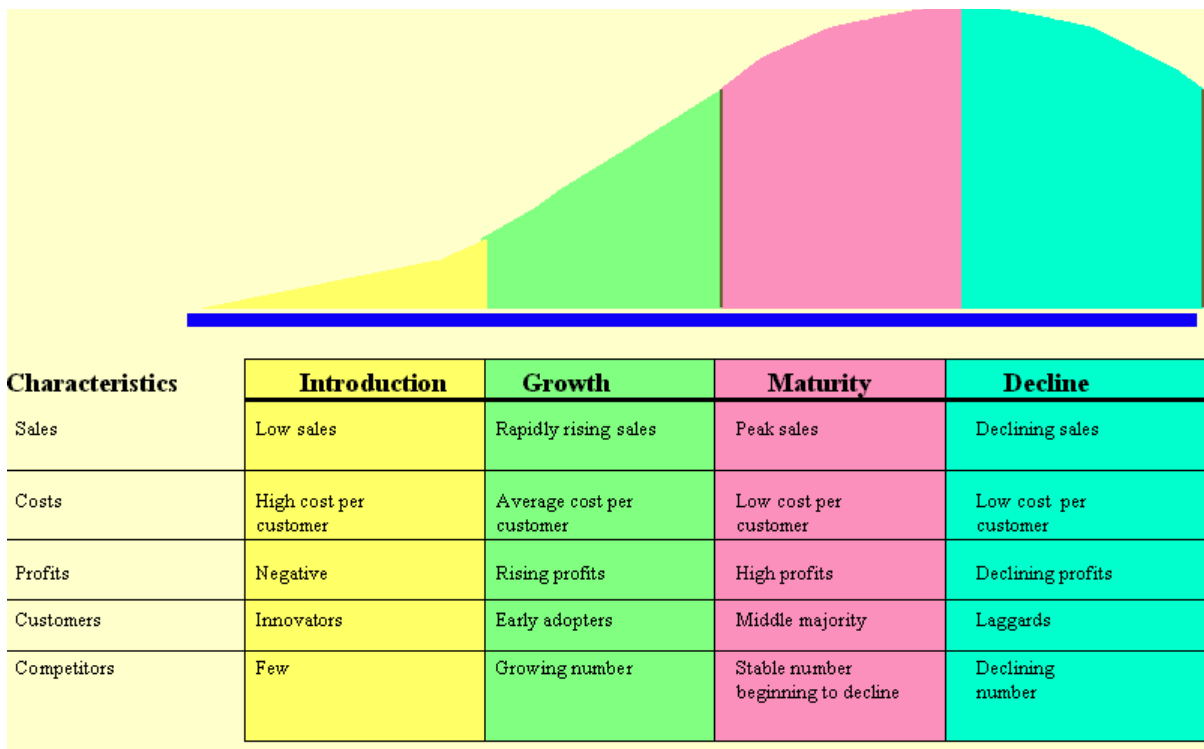 Characteristics Introduction Growth Maturity Decline
Sales Low sales Rapidly rising sales Peak sales Declining sales
Costs High cost per Average cost per Low cost per Low cost per
customer customer customer customer
Profits Negative Rising profits High profits Declining profits
Customers Innovators Early adopters Middle majority Laggards
Competitors Few Growing number Stable number Declining
beginning to decline number